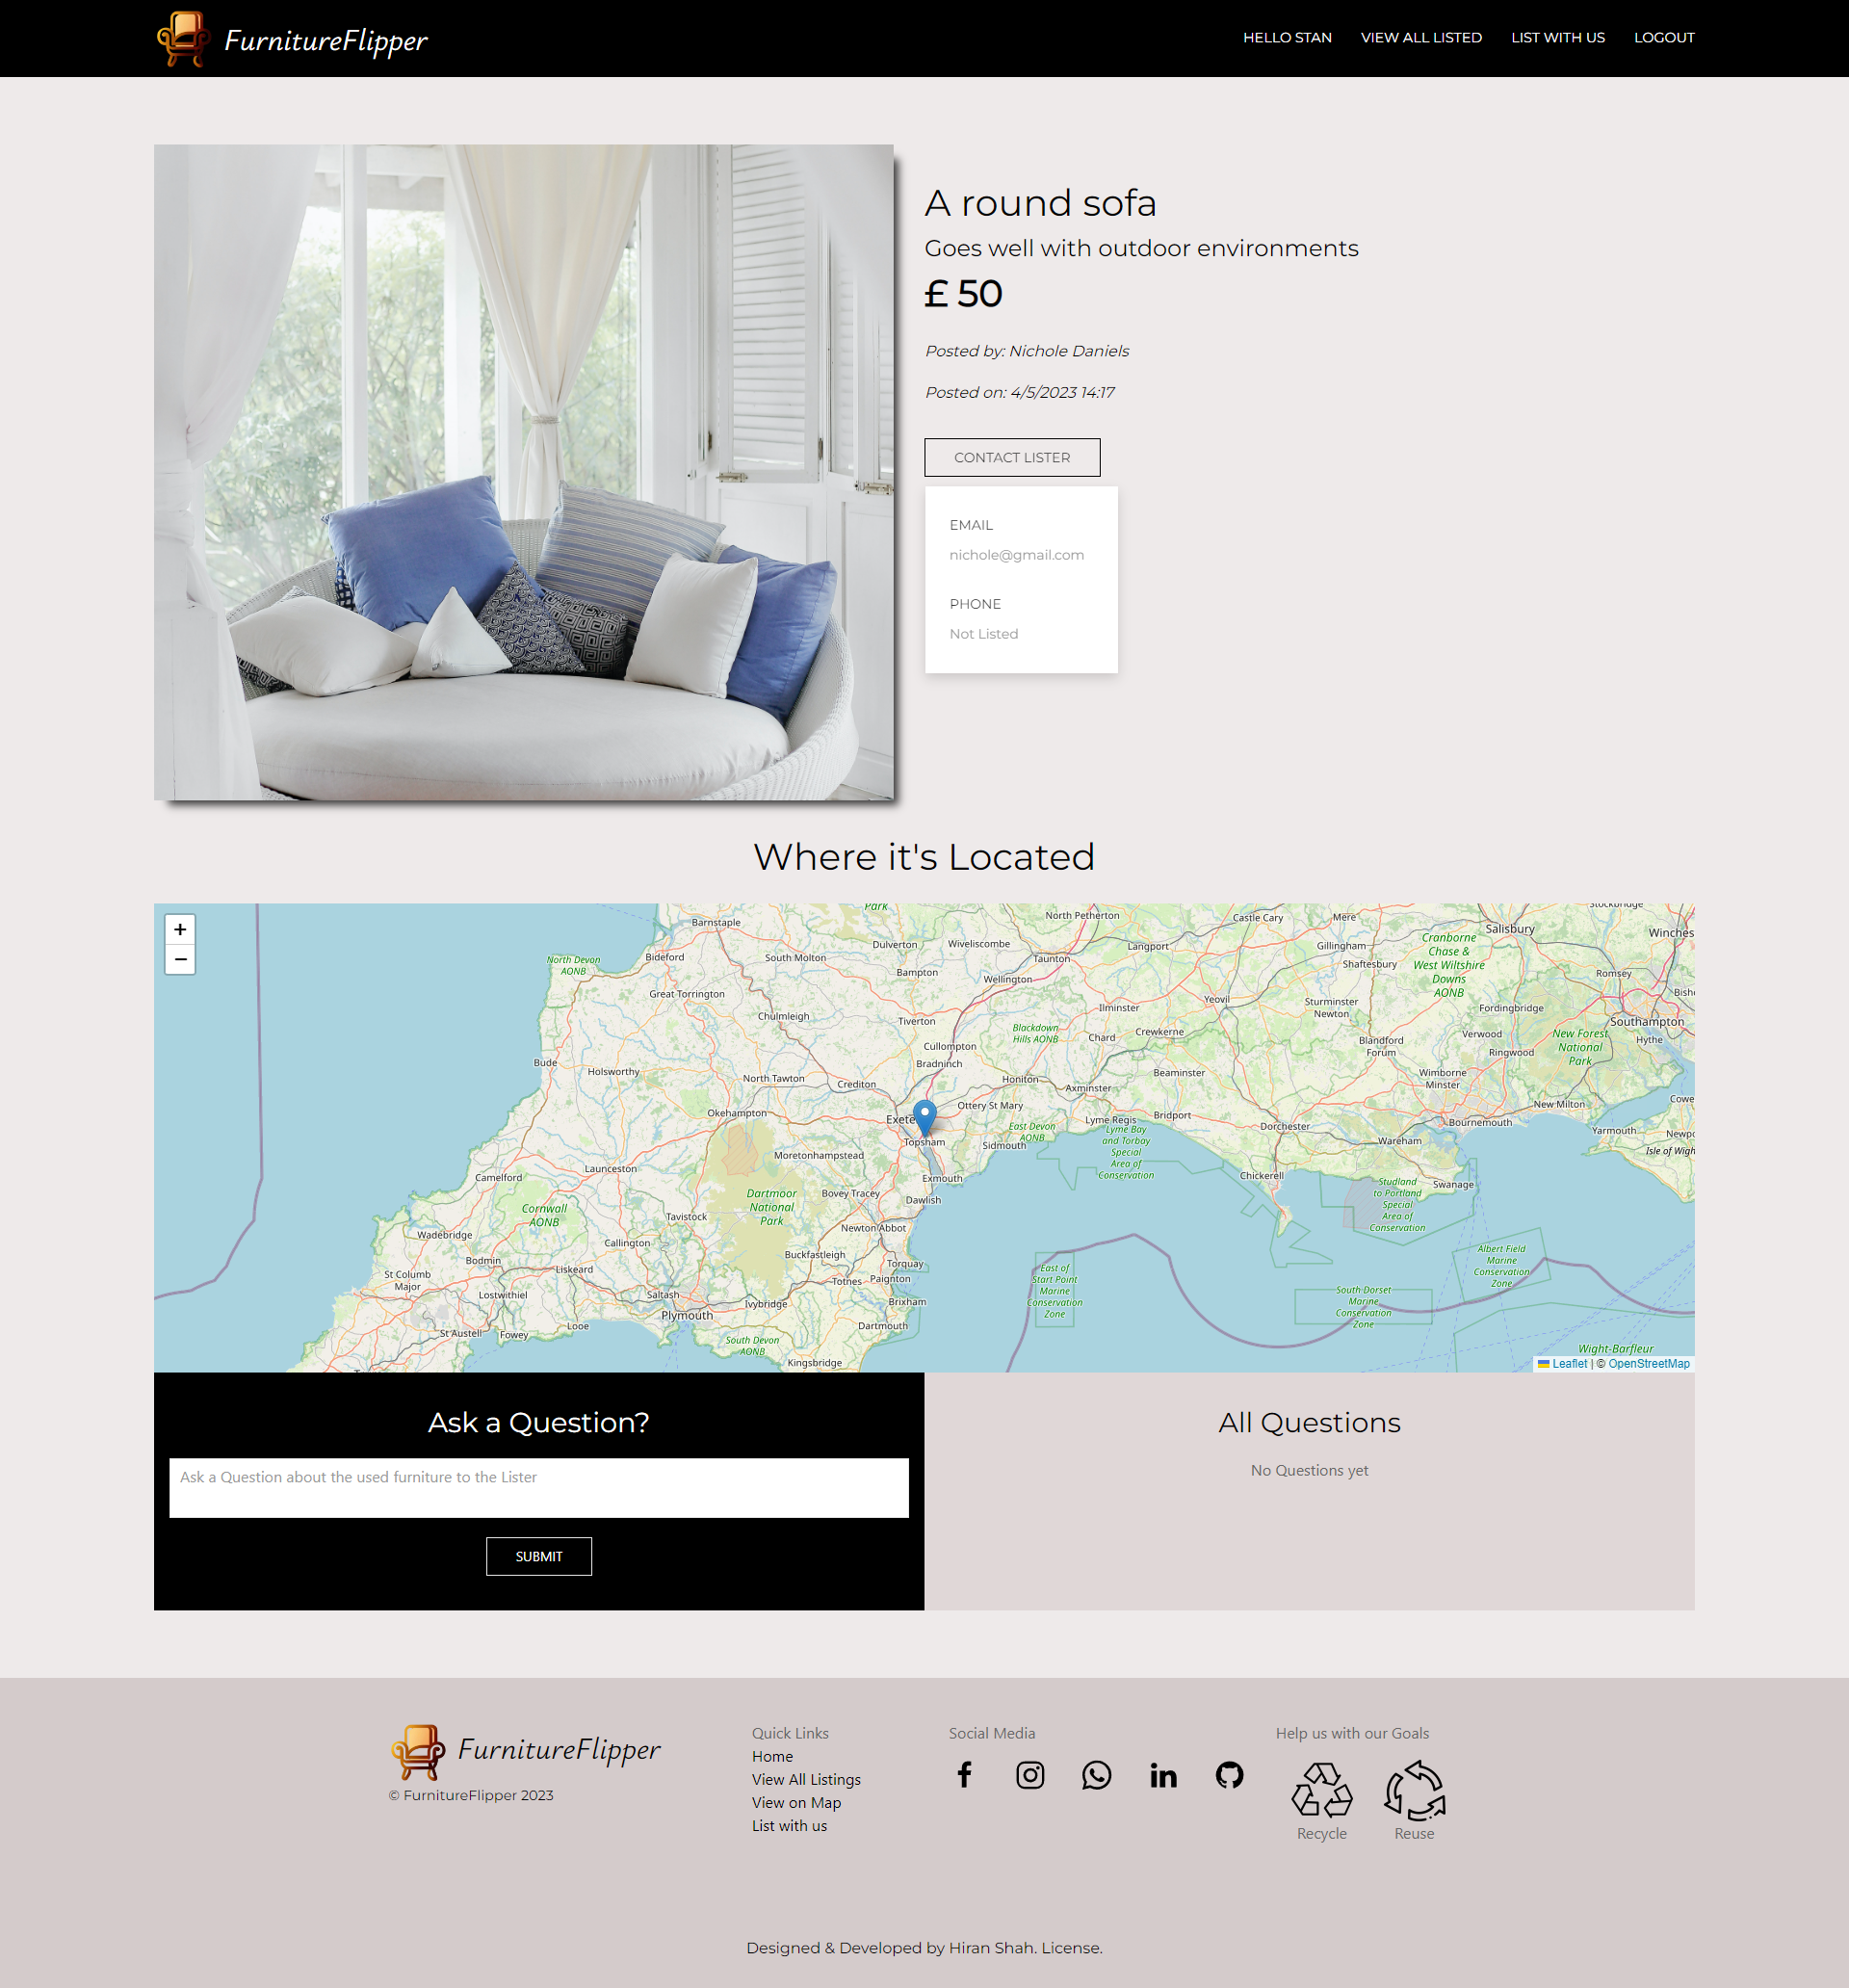 FurnitureFlipper
HELLO STAN
VIEW ALL LISTED
LIST WITH US
LOGOUT
A round sofa
Goes well with outdoor environments
£ 50
Posted by: Nichole Daniels
Posted on: 4/5/2023 14:17
CONTACT LISTER
EMAIL
nichole@gmail.com
PHONE
Not Listed
Where it's Located
+
−
Park
Barnstaple
North Petherton
Castle Cary
Mere
Salisbury
Dulverton
Wiveliscombe
Langport
Gillingham
Cranborne
Chase &
West Wiltshire
Downs
AONB
North Devon
AONB
Bideford
South Molton
Bampton
Taunton
Shaftesbury
Romsey
Wellington
Great Torrington
Yeovil
Sturminster
Newton
Fordingbridge
Chulmleigh
Tiverton
Ilminster
Southampton
Blackdown
Hills AONB
Chard
Crewkerne
Blandford
Forum
Verwood
New Forest
National
Park
Hythe
Cullompton
Bradninch
Ringwood
Bude
Holsworthy
North Tawton
Crediton
Honiton
Axminster
Beaminster
Wimborne
Minster
Okehampton
Ottery St Mary
Lyme Regis
Bridport
Dorchester
New Milton
Bournemouth
Yarmouth
East Devon
AONB
Lyme Bay
and Torbay
Special
Area of
Conservation
Topsham
Sidmouth
Wareham
Moretonhampstead
Launceston
Camelford
Exmouth
Chickerell
Swanage
Studland
to Portland
Special
Area of
Conservation
Dartmoor
National
Park
Bovey Tracey
Dawlish
Cornwall
AONB
Tavistock
Newton Abbot
Wadebridge
Callington
Buckfastleigh
Torquay
Bodmin
Liskeard
Totnes
Paignton
St Columb
Major
Lostwithiel
Saltash
Ivybridge
Brixham
East of
Start Point
Marine
Conservation
Zone
Albert Field
Marine
Conservation
Zone
South Dorset
Marine
Conservation
Zone
Plymouth
St Austell
Fowey
Looe
South Devon
AONB
Dartmouth
Kingsbridge
Wight-Barfleur
Leaflet | © OpenStreetMap
Ask a Question?
Ask a Question about the used furniture to the Lister
SUBMIT
All Questions
No Questions yet
FurnitureFlipper
© FurnitureFlipper 2023
Quick Links
Home
View All Listings
View on Map
List with us
Social Media
Help us with our Goals
Recycle
Reuse
Designed & Developed by Hiran Shah. License.